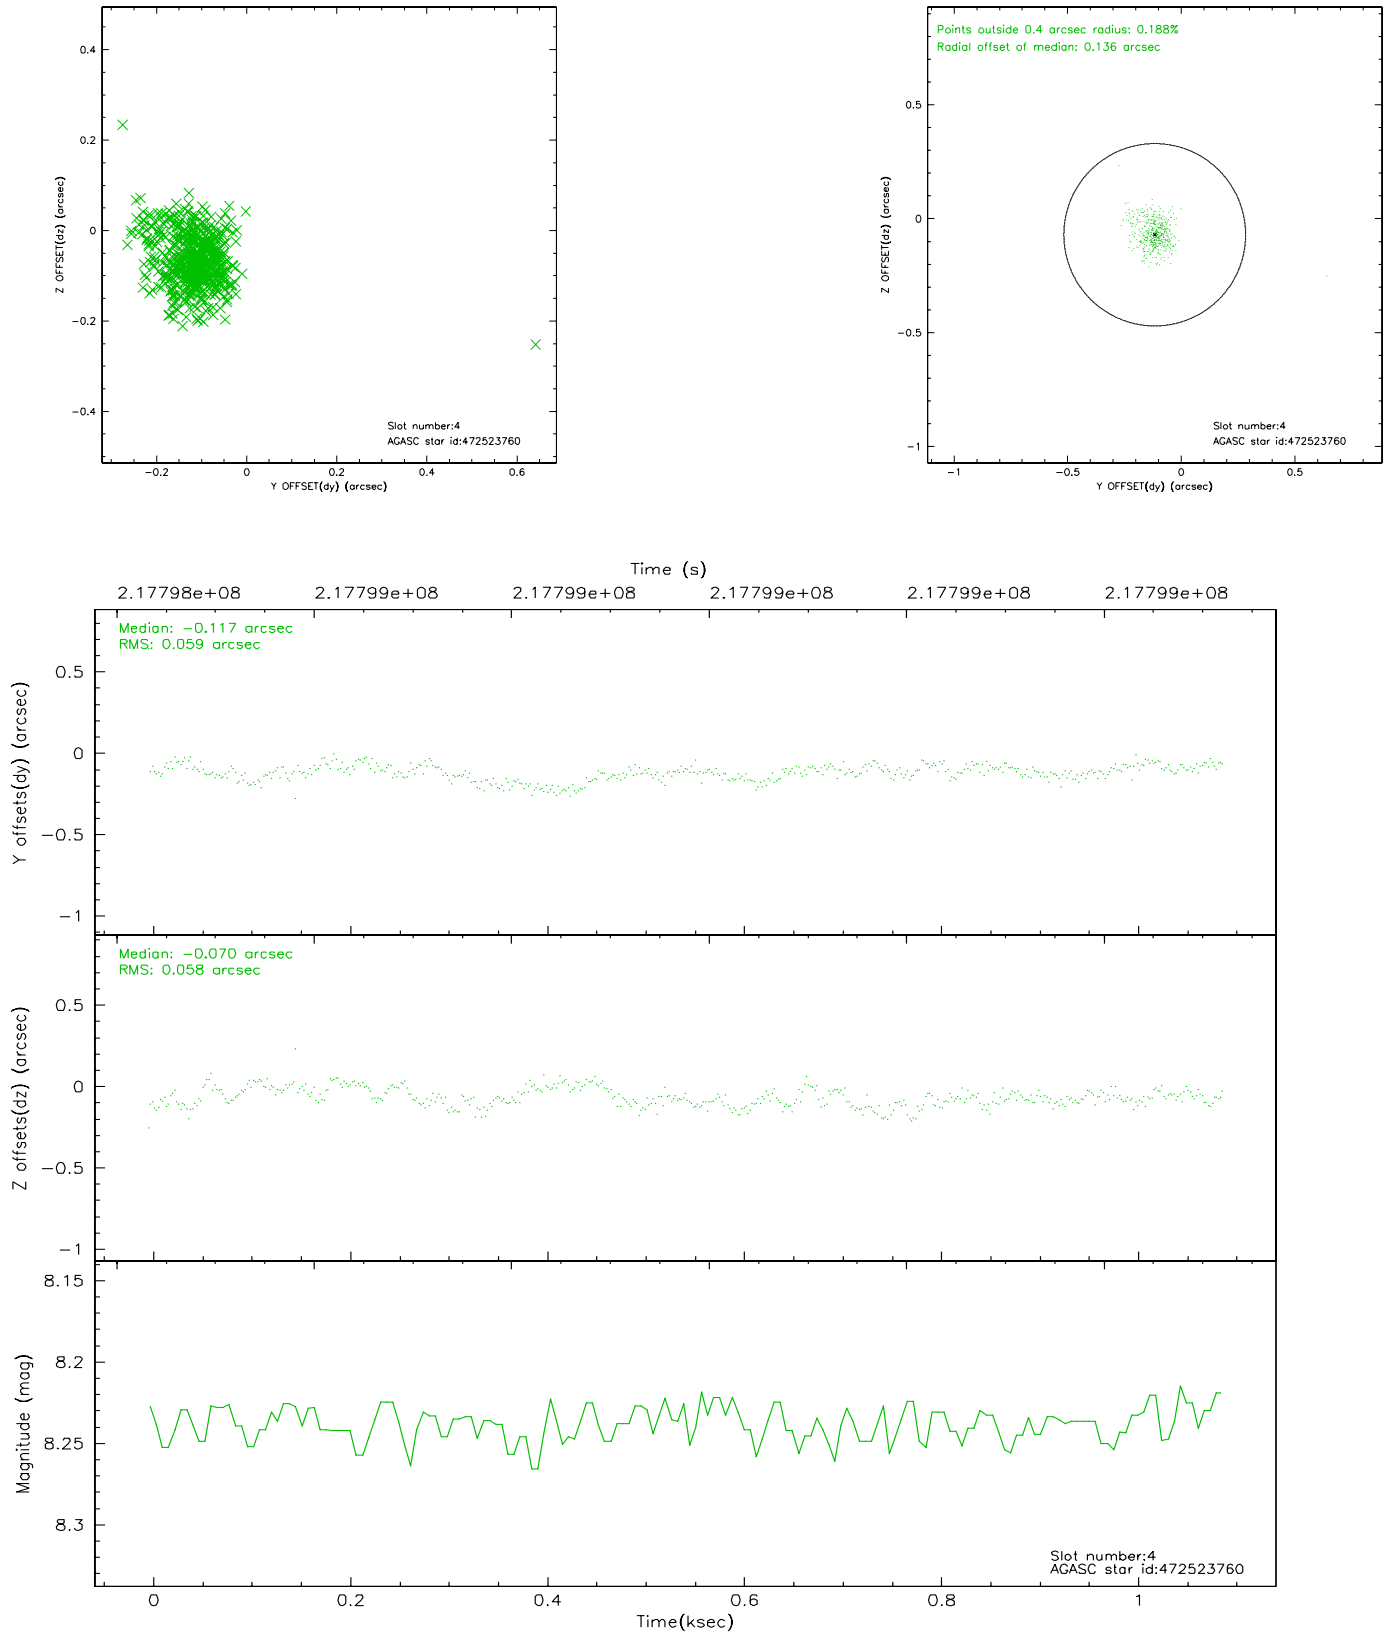 0.4
0.2
0
-0.2
-0.4
Z OFFSET(dz) (arcsec)
Slot number:4
AGASC star id:472523760
-0.2 0 0.2 0.4 0.6
Y OFFSET(dy) (arcsec)
Points outside 0.4 arcsec radius: 0.188%
Radial offset of median: 0.136 arcsec
0.5
0
-0.5
-1
Z OFFSET(dz) (arcsec)
Slot number:4
AGASC star id:472523760
-1 -0.5 0 0.5
Y OFFSET(dy) (arcsec)
Time (s)
2.17798e+08 2.17799e+08 2.17799e+08 2.17799e+08 2.17799e+08 2.17799e+08
Median: -0.117 arcsec
RMS: 0.059 arcsec
0.5
0
-0.5
-1
Y offsets(dy) (arcsec)
Median: -0.070 arcsec
RMS: 0.058 arcsec
0.5
0
-0.5
-1
Z offsets(dz) (arcsec)
8.15
8.2
8.25
8.3
Magnitude (mag)
Slot number:4
AGASC star id:472523760
0 0.2 0.4 0.6 0.8 1
Time(ksec)